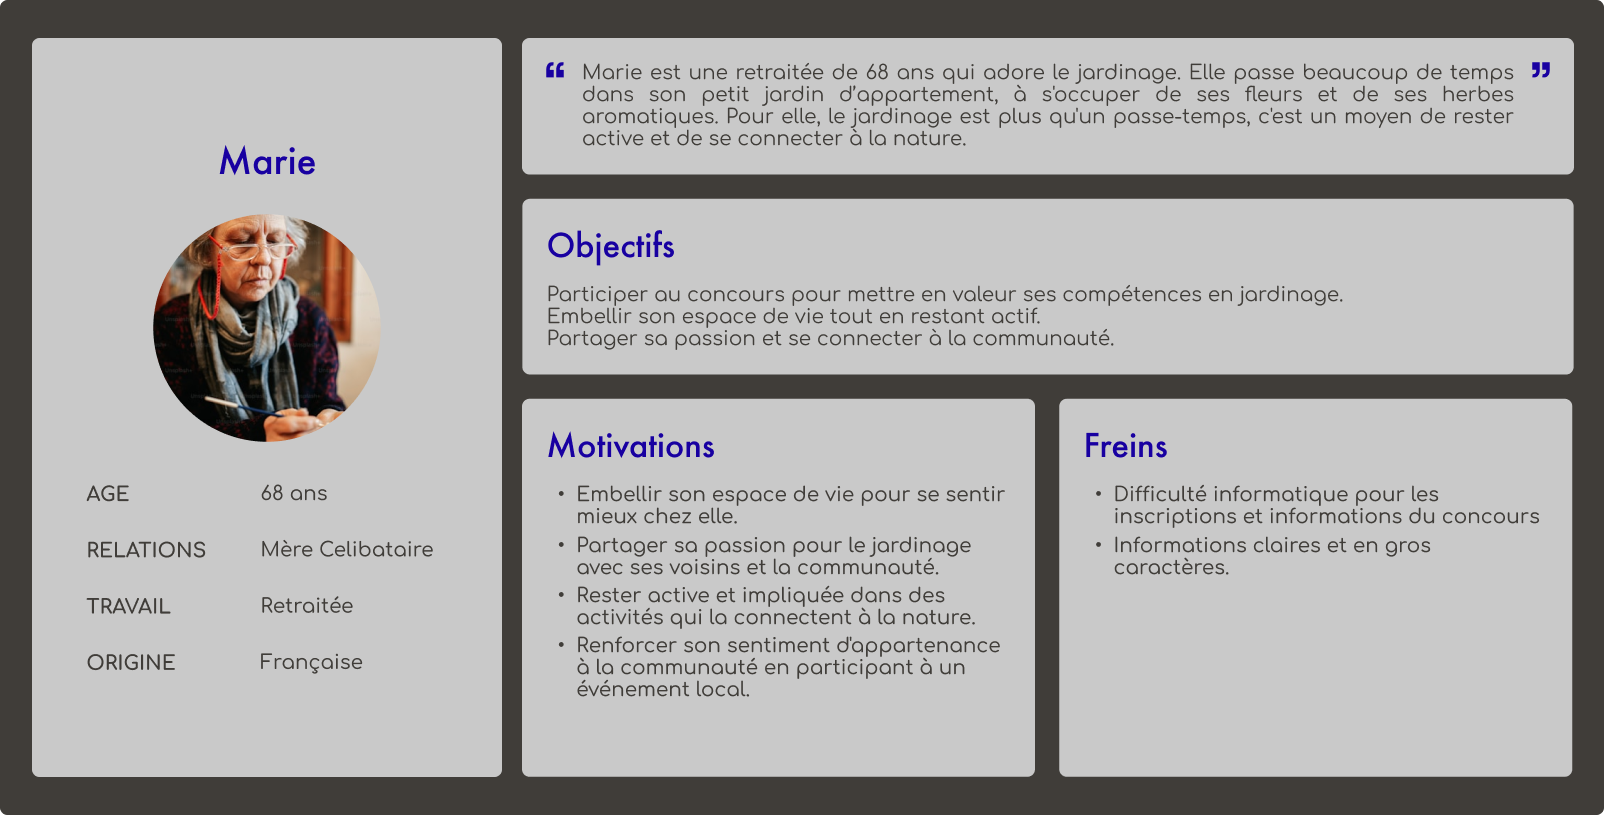 Marie
AGE 68 ans
RELATIONS Mère Celibataire
TRAVAIL Retraitée
ORIGINE Française
“ Marie est une retraitée de 68 ans qui adore le jardinage. Elle passe beaucoup de temps ”
dans son petit jardin d’appartement, à s'occuper de ses fleurs et de ses herbes
aromatiques. Pour elle, le jardinage est plus qu'un passe-temps, c'est un moyen de rester
active et de se connecter à la nature.
Objectifs
Participer au concours pour mettre en valeur ses compétences en jardinage.
Embellir son espace de vie tout en restant actif.
Partager sa passion et se connecter à la communauté.
Motivations
• Embellir son espace de vie pour se sentir
mieux chez elle.
• Partager sa passion pour le jardinage
avec ses voisins et la communauté.
• Rester active et impliquée dans des
activités qui la connectent à la nature.
• Renforcer son sentiment d'appartenance
à la communauté en participant à un
événement local.
Freins
• Difficulté informatique pour les
inscriptions et informations du concours
• Informations claires et en gros
caractères.